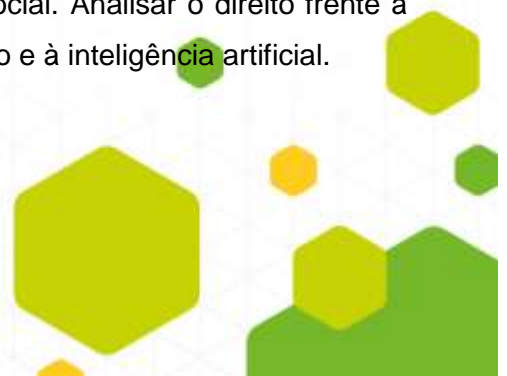 ocial. Analisar o direito frente à
o e à inteligência artificial.